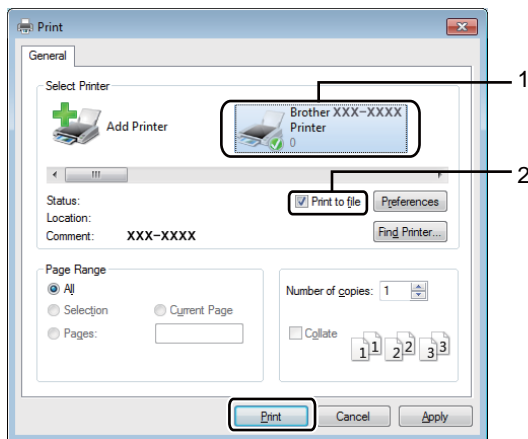 Print
General
Select Printer
Add Printer
Brother XXX-XXXX
Printer
0
1
2
Status:
Print to file
Preferences
Location:
Comment: XXX-XXXX
Find Printer...
Page Range
All
Selection
Current Page
Pages:
Number of copies: 1
Collate
1 1 2 2 3 3
Print
Cancel
Apply